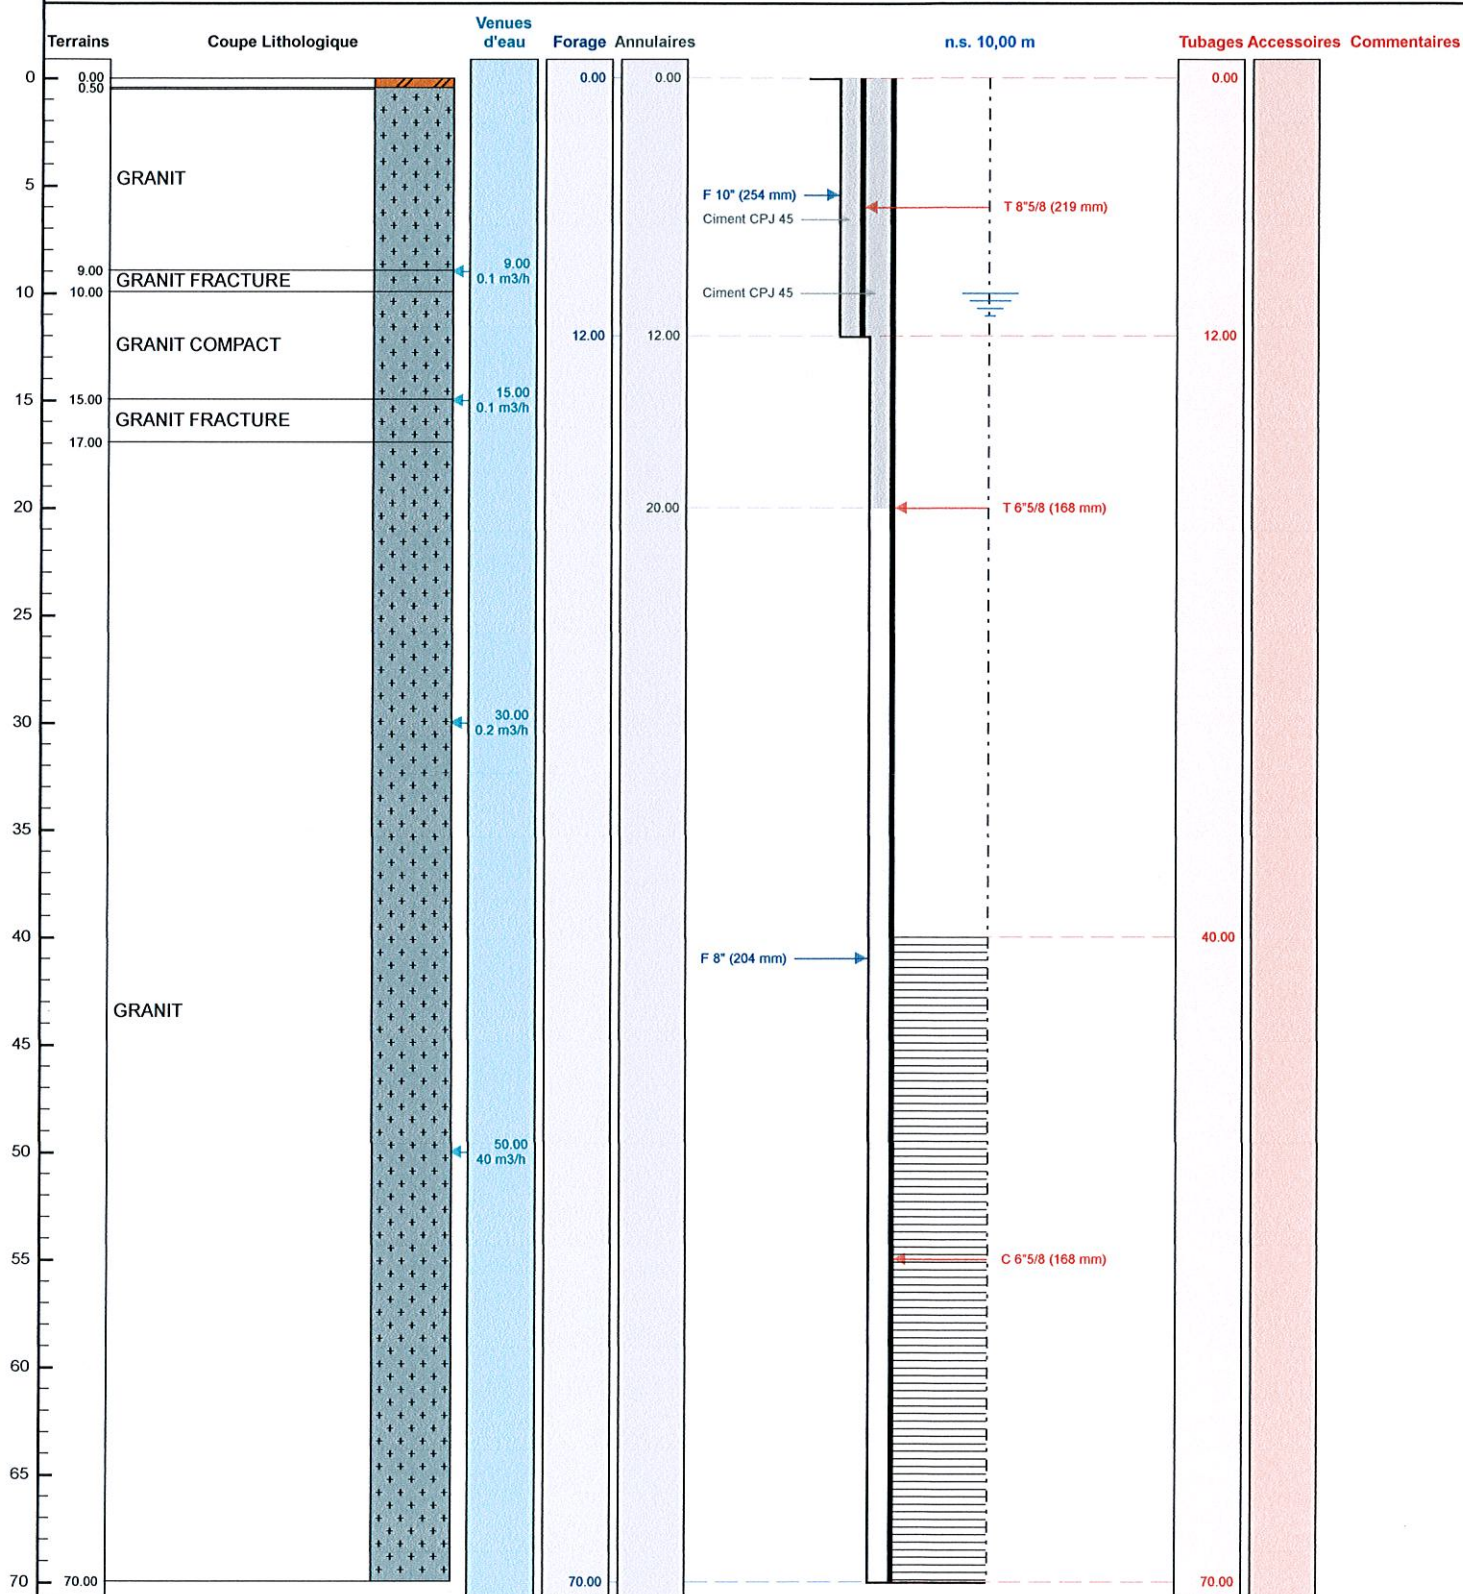 Venues
Terrains Coupe Lithologique d'eau Forage Annulaires n.s. 10,00 m Tubages Accessoires Commentaires
0 0.00 0.00 0.00 0.00
0.50
GRANIT
5
F 10" (254 mm)
T 8"5/8 (219 mm)
Ciment CPJ 45
9.00 9.00
GRANIT FRACTURE 0.1 m3/h
10 10.00 Ciment CPJ 45
12.00 12.00 12.00
GRANIT COMPACT
15 15.00 15.00
0.1 m3/h
GRANIT FRACTURE
17.00
20 20.00 T 6"5/8 (168 mm)
25
30 30.00
0.2 m3/h
35
40 40.00
F 8" (204 mm)
GRANIT
45
50 50.00
40 m3/h
55 C 6"5/8 (168 mm)
60
65
70 70.00 70.00 70.00